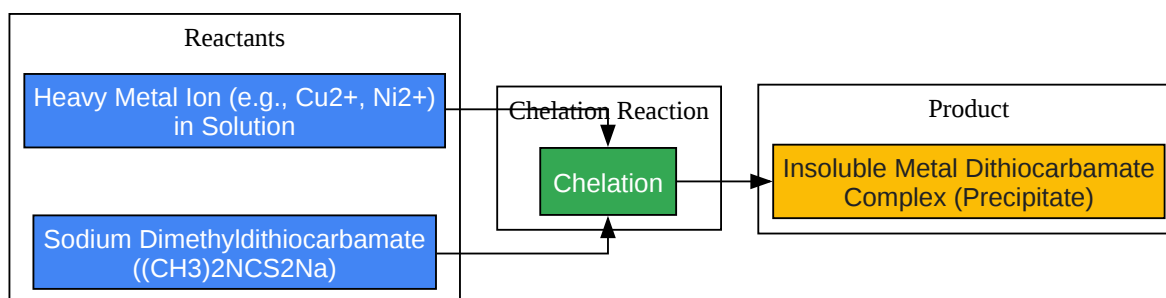 Reactants
Heavy Metal Ion (e.g., Cu2+, Ni2+)
in Solution
Sodium Dimethyldithiocarbamate
((CH3)2NCS2Na)
Chelation Reaction
Chelation
Product
Insoluble Metal Dithiocarbamate
Complex (Precipitate)